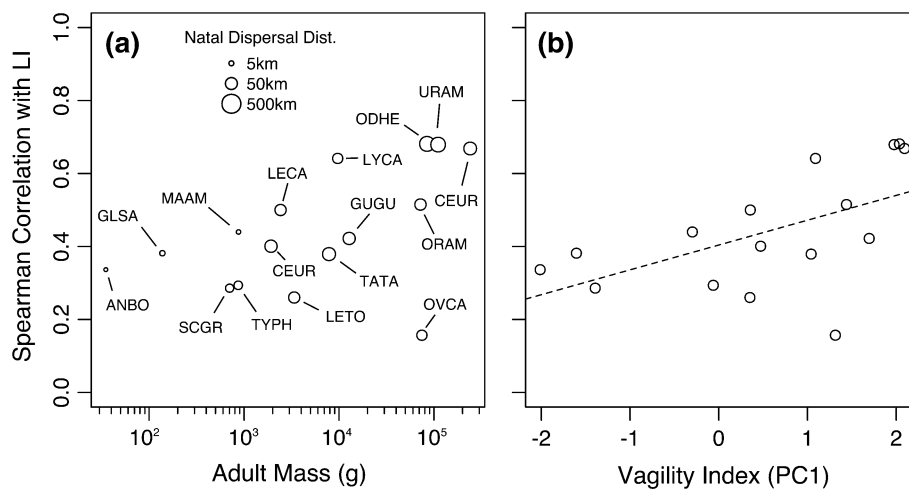 (a)
Natal Dispersal Dist.
5km
50km
500km
URAM
ODHE
LYCA
LECA
CEUR
MAAM
GUGU
GLSA
ORAM
CEUR
TATA
ANBO
OVCA
SCGR
TYPH
LETO
Spearman Correlation with LI
0.0
0.2
0.4
0.6
0.8
1.0
10²
10³
10⁴
10⁵
Adult Mass (g)
(b)
-2
-1
0
1
2
Vagility Index (PC1)